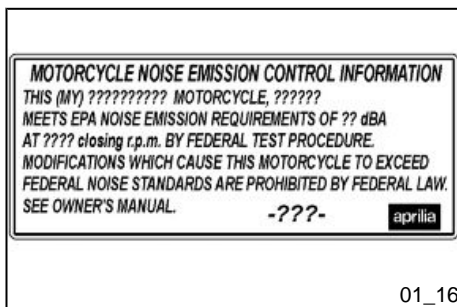 MOTORCYCLE NOISE EMISSION CONTROL INFORMATION
THIS (MY) ?????????? MOTORCYCLE, ??????
MEETS EPA NOISE EMISSION REQUIREMENTS OF ?? dBA
AT ???? closing r.p.m. BY FEDERAL TEST PROCEDURE.
MODIFICATIONS WHICH CAUSE THIS MOTORCYCLE TO EXCEED
FEDERAL NOISE STANDARDS ARE PROHIBITED BY FEDERAL LAW.
SEE OWNER'S MANUAL. -???- aprilia
01_16